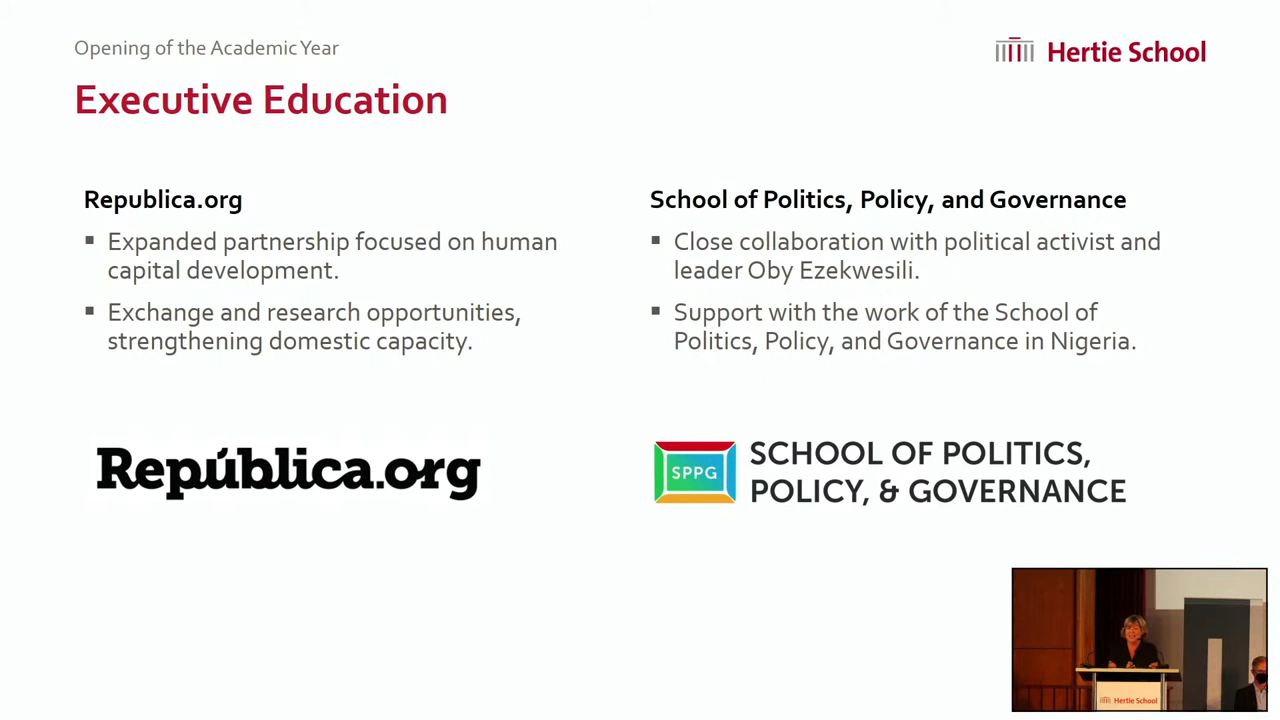 Opening of the Academic Year
Hertie School
Executive Education
Republica.org
▪ Expanded partnership focused on human
capital development.
▪ Exchange and research opportunities,
strengthening domestic capacity.
School of Politics, Policy, and Governance
▪ Close collaboration with political activist and
leader Oby Ezekwesili.
▪ Support with the work of the School of
Politics, Policy, and Governance in Nigeria.
República.org
SPPG
SCHOOL OF POLITICS,
POLICY, & GOVERNANCE
Hertie School